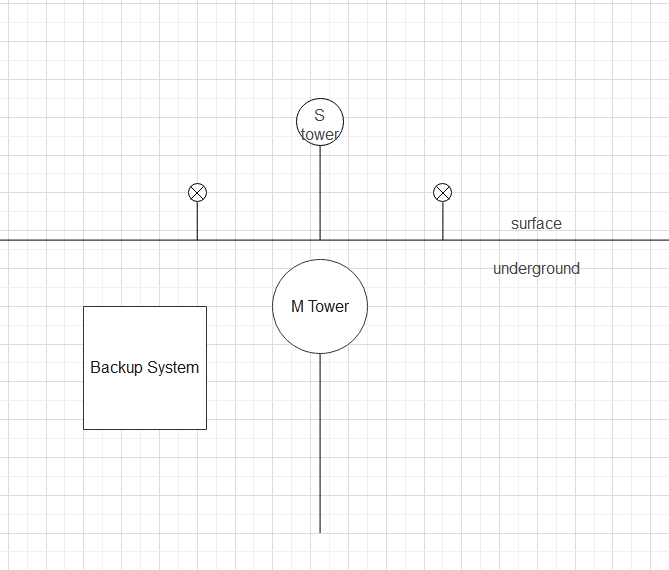 S
tower
surface
underground
M Tower
Backup System